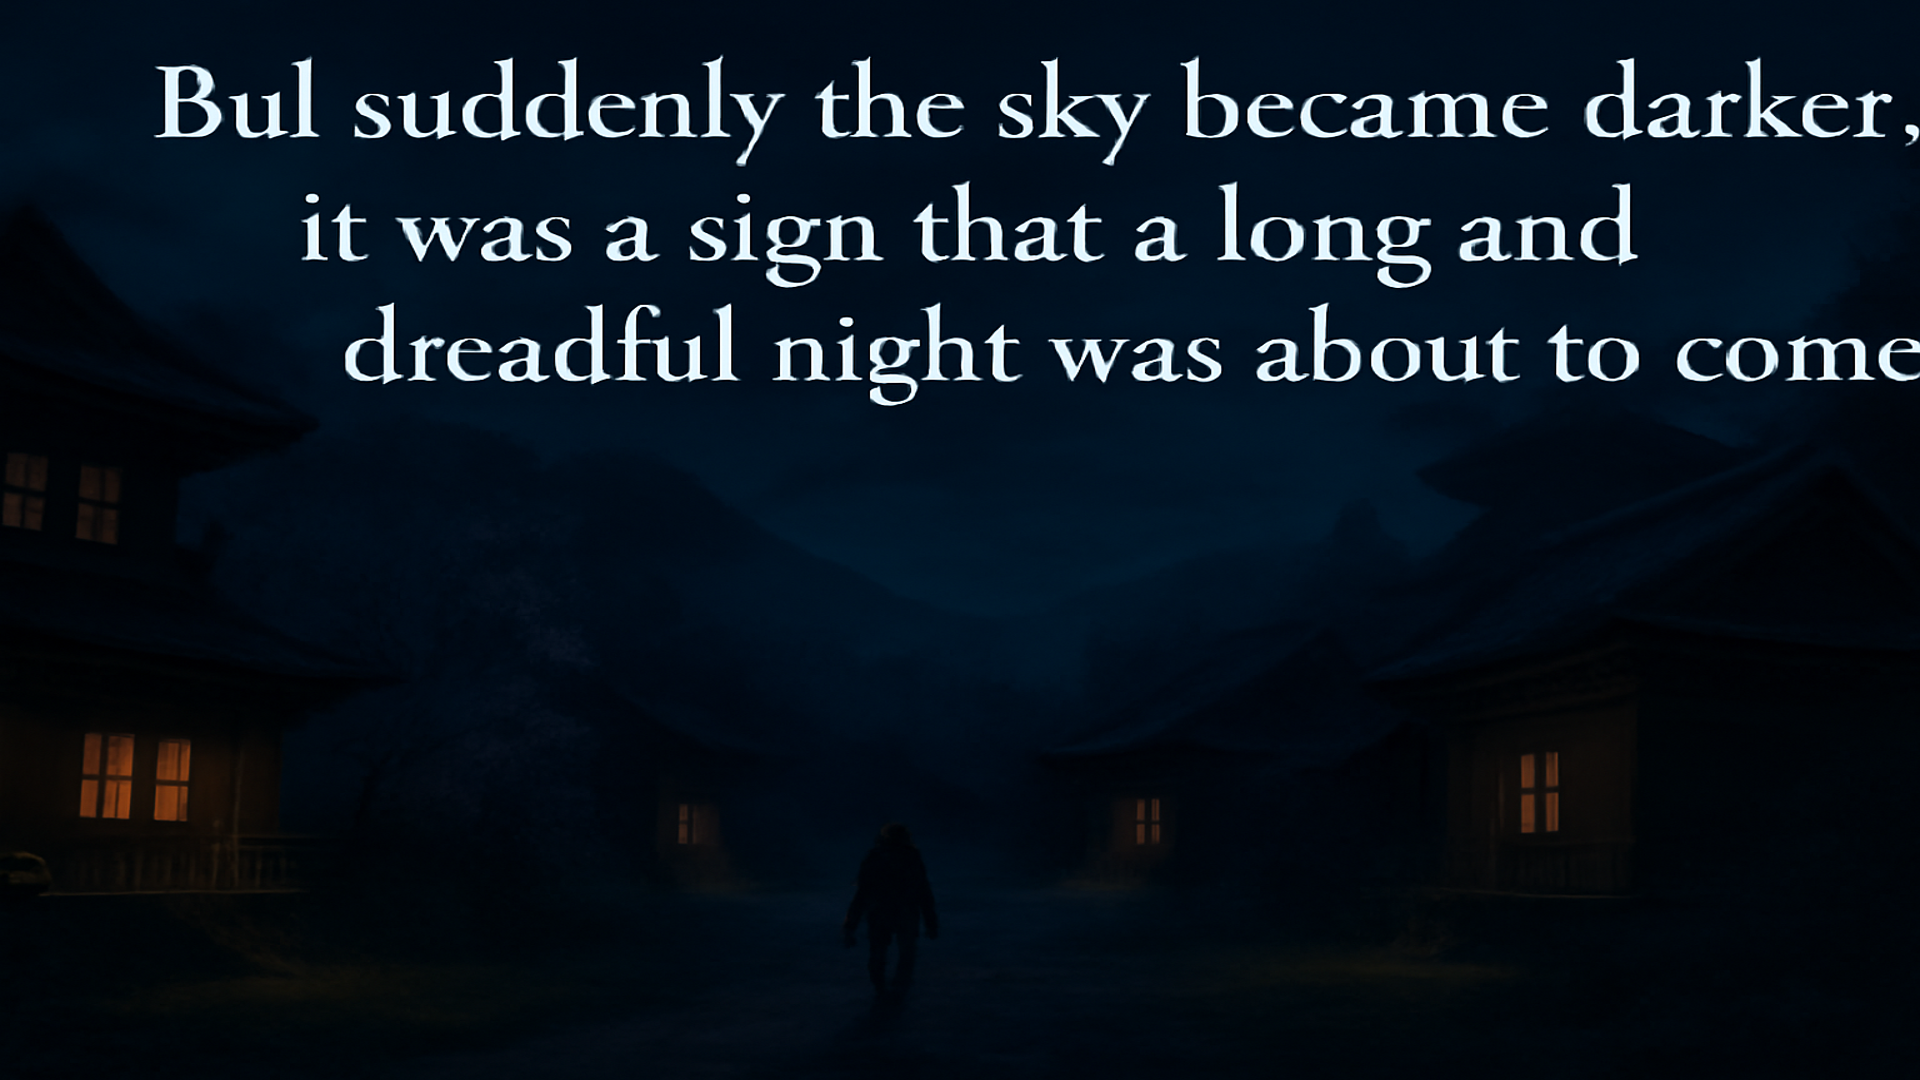 Bul suddenly the sky became darker,
it was a sign that a long and
dreadful night was about to come